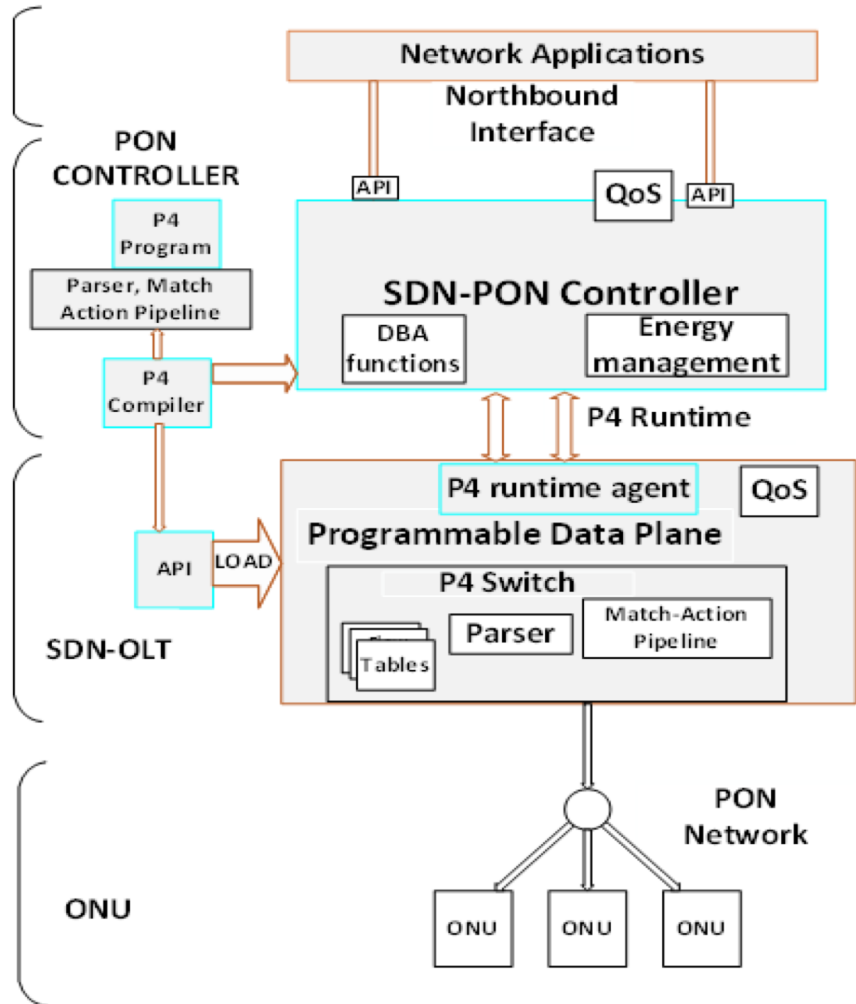 Network Applications
Northbound
Interface
PON
CONTROLLER
API
QoS
API
P4
Program
Parser, Match
Action Pipeline
SDN-PON Controller
DBA
functions
Energy
management
P4
Compiler
P4 Runtime
P4 runtime agent
QoS
Programmable Data Plane
API
LOAD
P4 Switch
Match-Action
Pipeline
Parser
Tables
SDN-OLT
PON
Network
ONU
ONU
ONU
ONU